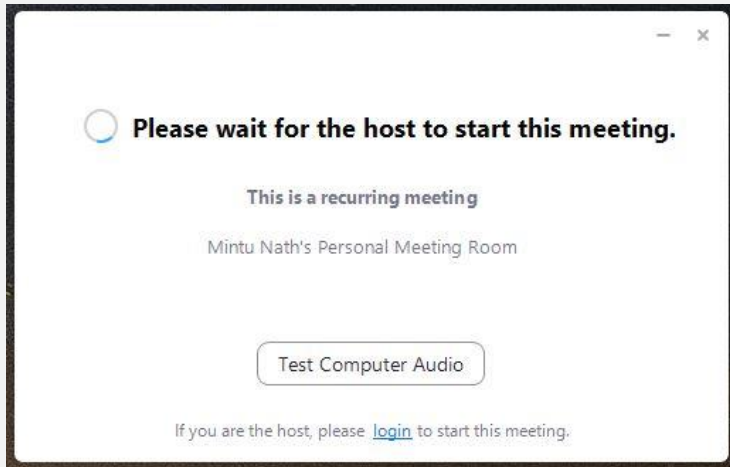 Please wait for the host to start this meeting.
This is a recurring meeting
Mintu Nath's Personal Meeting Room
Test Computer Audio
If you are the host, please login to start this meeting.